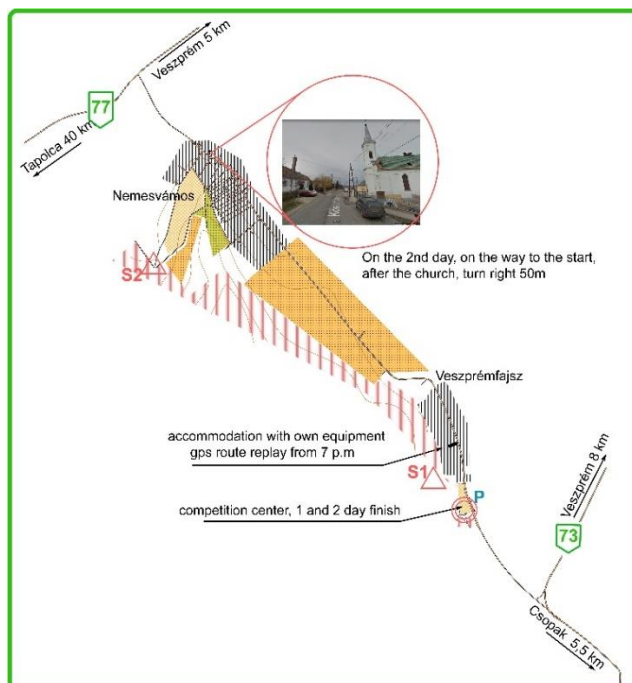 Veszprém 5 km
77
Tapolca 40 km
Nemesvámos
On the 2nd day, on the way to the start,
after the church, turn right 50m
S2
Veszprémfajsz
accommodation with own equipment
gps route replay from 7 p.m
S1
P
competition center, 1 and 2 day finish
Veszprém 8 km
73
Csopak 5,5 km